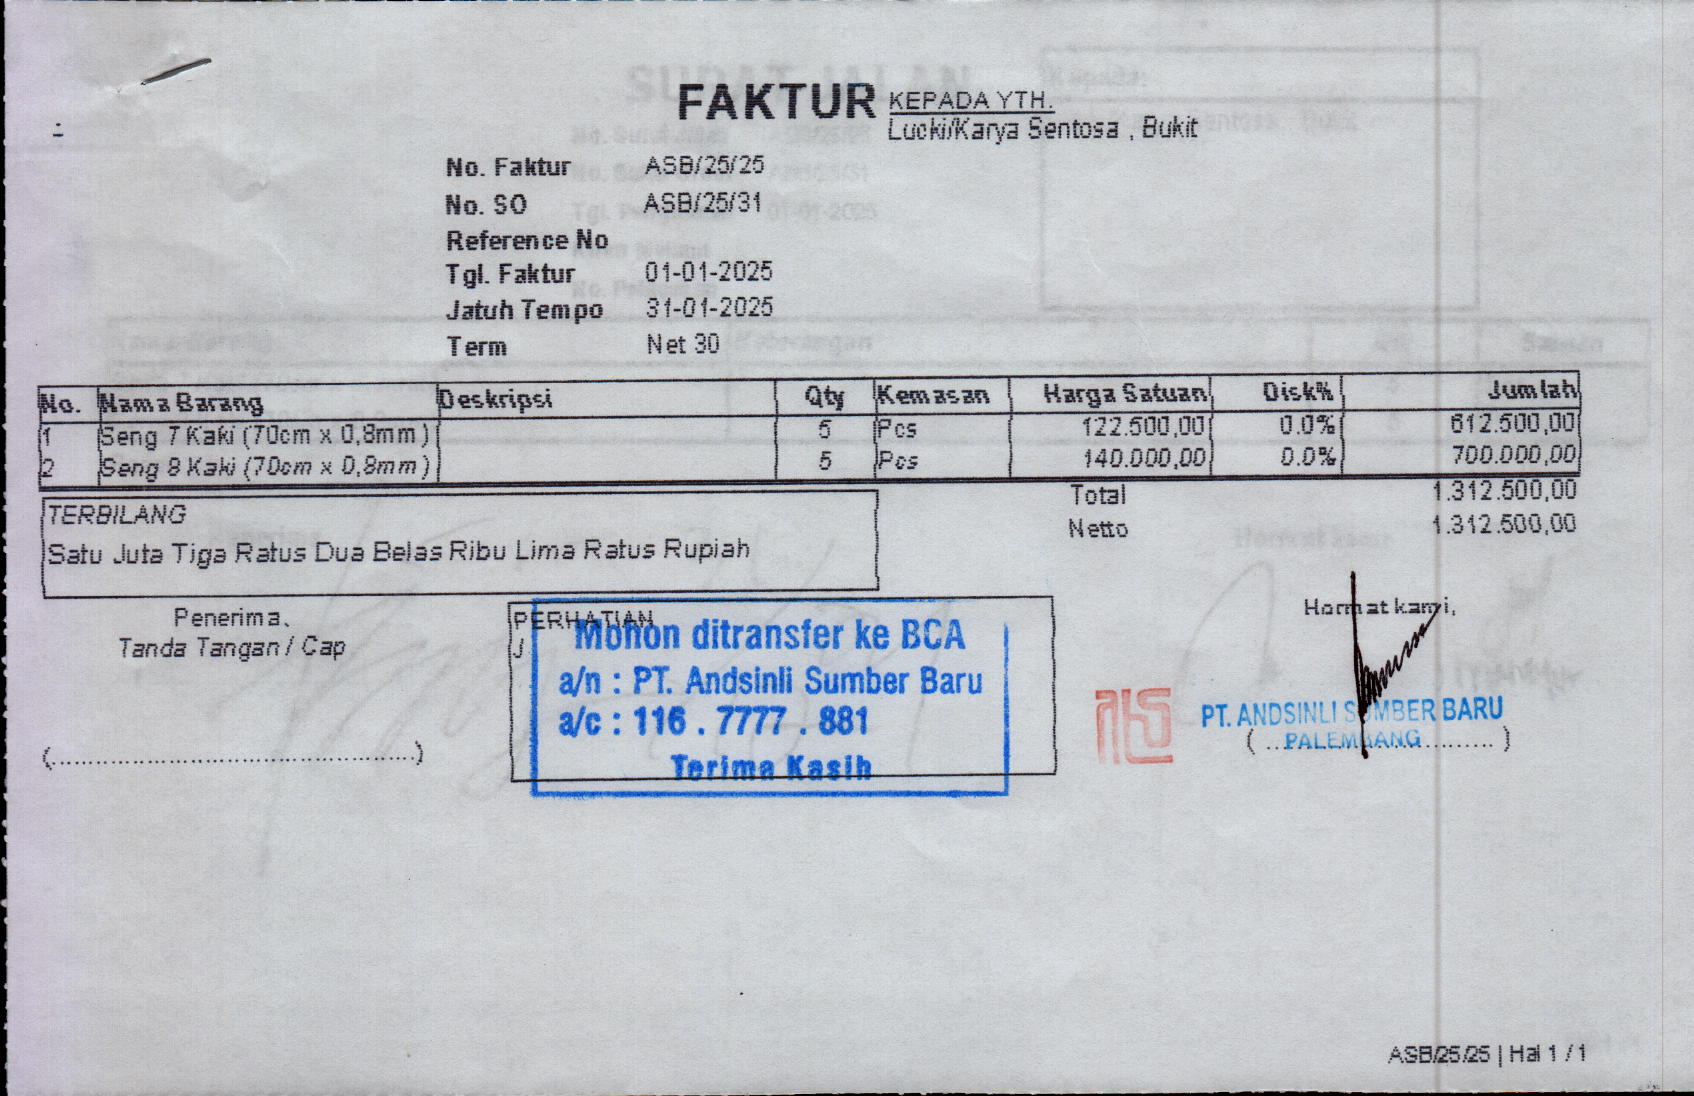 FAKTUR
KEPADA YTH.
Lucki/Karya Sentosa , Bukit
No. Faktur ASB/25/25
No. SO ASB/25/31
Reference No
Tgl. Faktur 01-01-2025
Jatuh Tempo 31-01-2025
Term Net 30
No. Nama Barang Deskripsi Qty Kemasan Harga Satuan Disk% Jumlah
1 Seng 7 Kaki (70cm x 0,8mm) 5 Pcs 122.500,00 0.0% 612.500,00
2 Seng 8 Kaki (70cm x 0,8mm) 5 Pcs 140.000,00 0.0% 700.000,00
Total 1.312.500,00
Netto 1.312.500,00
TERBILANG
Satu Juta Tiga Ratus Dua Belas Ribu Lima Ratus Rupiah
Penerima,
Tanda Tangan / Cap
(..................................................)
PERHATIAN
Mohon ditransfer ke BCA
a/n : PT. Andsinli Sumber Baru
a/c : 116 . 7777 . 881
Terima Kasih
Hormat kami,
PT. ANDSINLI SUMBER BARU
PALEMBANG
ASB/25/25 | Hal 1 / 1